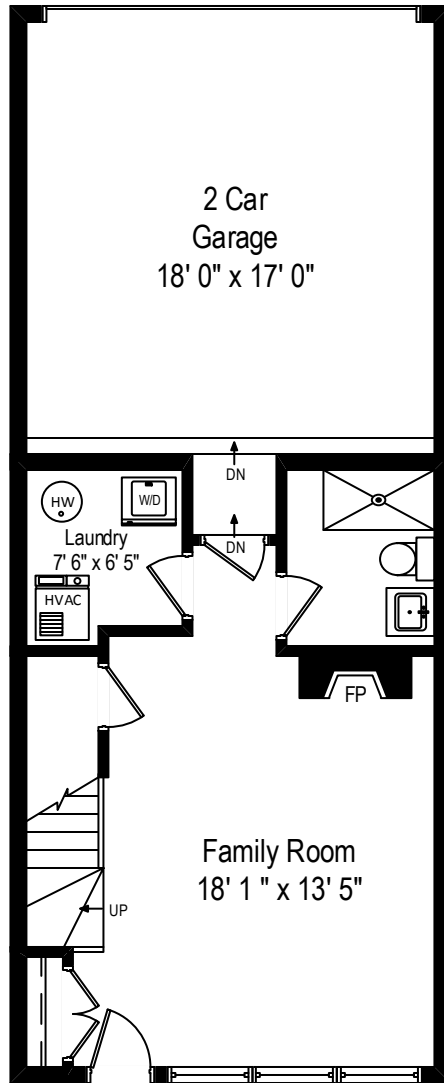 2 Car
Garage
18' 0" x 17' 0"
DN
HW
W/D
Laundry
7' 6" x 6' 5"
DN
HVAC
FP
Family Room
18' 1 " x 13' 5"
UP